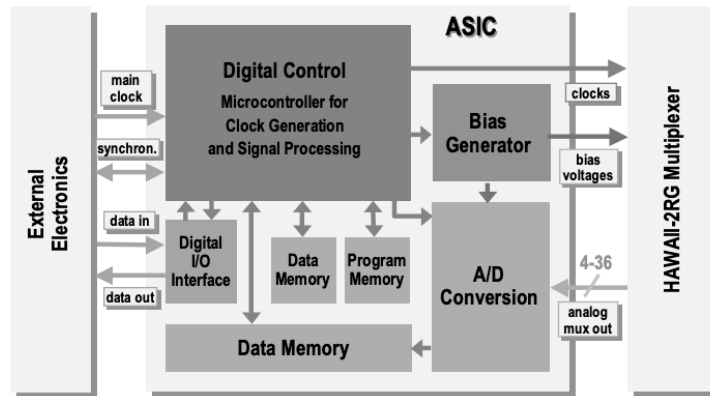 ASIC
Digital Control
Microcontroller for
Clock Generation
and Signal Processing
main
clock
synchron.
data in
data out
External
Electronics
Digital
I/O
Interface
Data
Memory
Program
Memory
Data Memory
Bias
Generator
A/D
Conversion
clocks
bias
voltages
4-36
analog
mux out
HAWAII-2RG Multiplexer